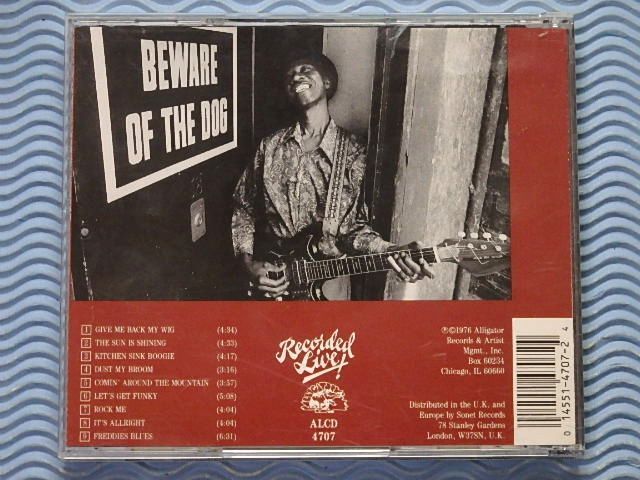 BEWARE
OF THE DOG
1 GIVE ME BACK MY WIG (4:34)
2 THE SUN IS SHINING (4:33)
3 KITCHEN SINK BOOGIE (4:17)
4 DUST MY BROOM (3:16)
5 COMIN' AROUND THE MOUNTAIN (3:57)
6 LET'S GET FUNKY (5:08)
7 ROCK ME (4:04)
8 IT'S ALLRIGHT (4:04)
9 FREDDIES BLUES (6:31)
Recorded
Live!
ALCD
4707
℗©1976 Alligator
Records & Artist
Mgmt., Inc.
Box 60234
Chicago, IL 60660
Distributed in the U.K. and
Europe by Sonet Records
78 Stanley Gardens
London, W37SN, U.K.
0 14551-4707-2 4